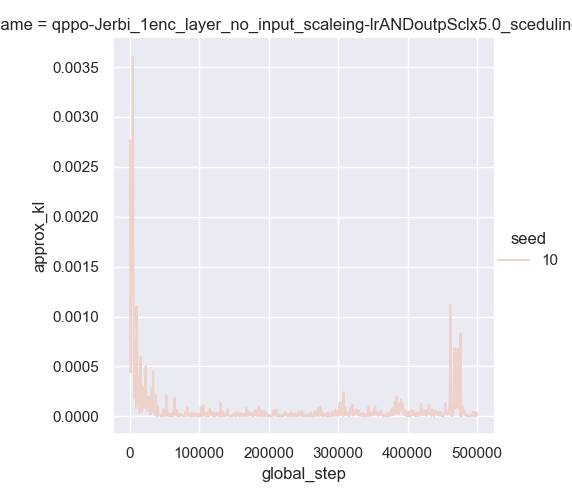 ame = qppo-Jerbi_1enc_layer_no_input_scaleing-lrANDoutpSclx5.0_scedulin
0.0035
0.0030
0.0025
0.0020
0.0015
0.0010
0.0005
0.0000
approx_kl
0 100000 200000 300000 400000 500000
global_step
seed
10